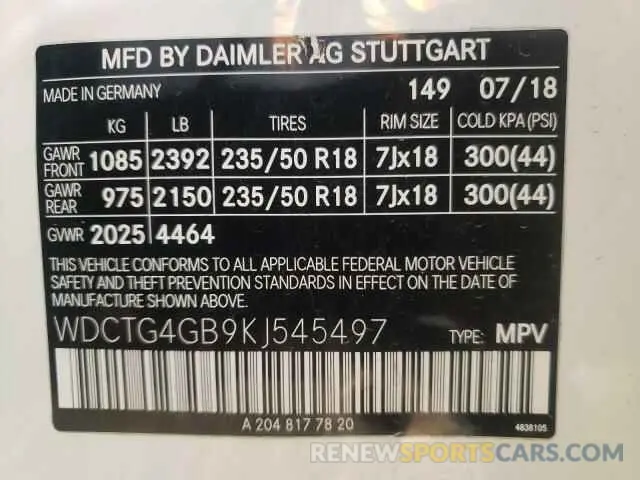 MFD BY DAIMLER AG STUTTGART
MADE IN GERMANY 149 07/18
KG LB TIRES RIM SIZE COLD KPA(PSI)
GAWR FRONT 1085 2392 235/50 R18 7Jx18 300(44)
GAWR REAR 975 2150 235/50 R18 7Jx18 300(44)
GVWR 2025 4464
THIS VEHICLE CONFORMS TO ALL APPLICABLE FEDERAL MOTOR VEHICLE
SAFETY AND THEFT PREVENTION STANDARDS IN EFFECT ON THE DATE OF
MANUFACTURE SHOWN ABOVE.
WDCTG4GB9KJ545497 TYPE: MPV
A 204 817 78 20
4838105
RENEWSPORTSCARS.COM